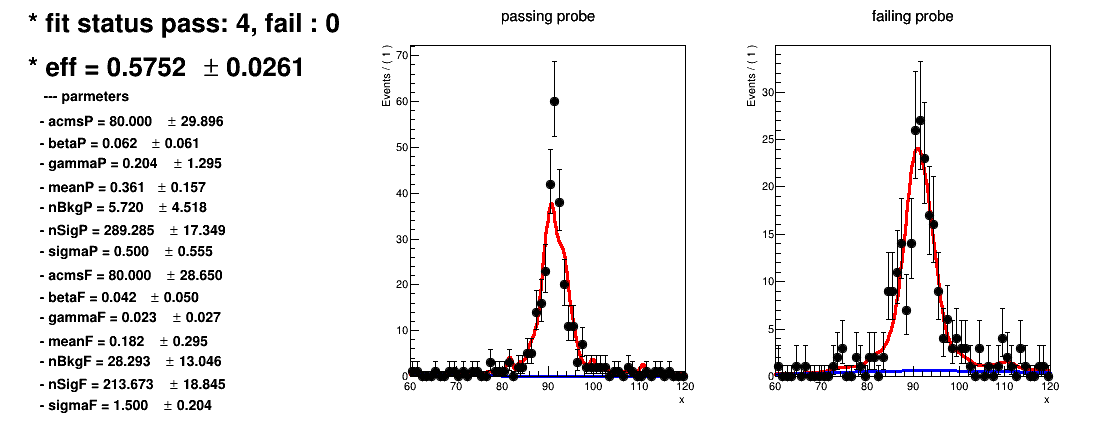 * fit status pass: 4, fail : 0
* eff = 0.5752 ± 0.0261
--- parmeters
- acmsP = 80.000 ± 29.896
- betaP = 0.062 ± 0.061
- gammaP = 0.204 ± 1.295
- meanP = 0.361 ± 0.157
- nBkgP = 5.720 ± 4.518
- nSigP = 289.285 ± 17.349
- sigmaP = 0.500 ± 0.555
- acmsF = 80.000 ± 28.650
- betaF = 0.042 ± 0.050
- gammaF = 0.023 ± 0.027
- meanF = 0.182 ± 0.295
- nBkgF = 28.293 ± 13.046
- nSigF = 213.673 ± 18.845
- sigmaF = 1.500 ± 0.204
passing probe
Events / ( 1 )
70
60
50
40
30
20
10
0
60 70 80 90 100 110 120
x
failing probe
Events / ( 1 )
30
25
20
15
10
5
0
60 70 80 90 100 110 120
x